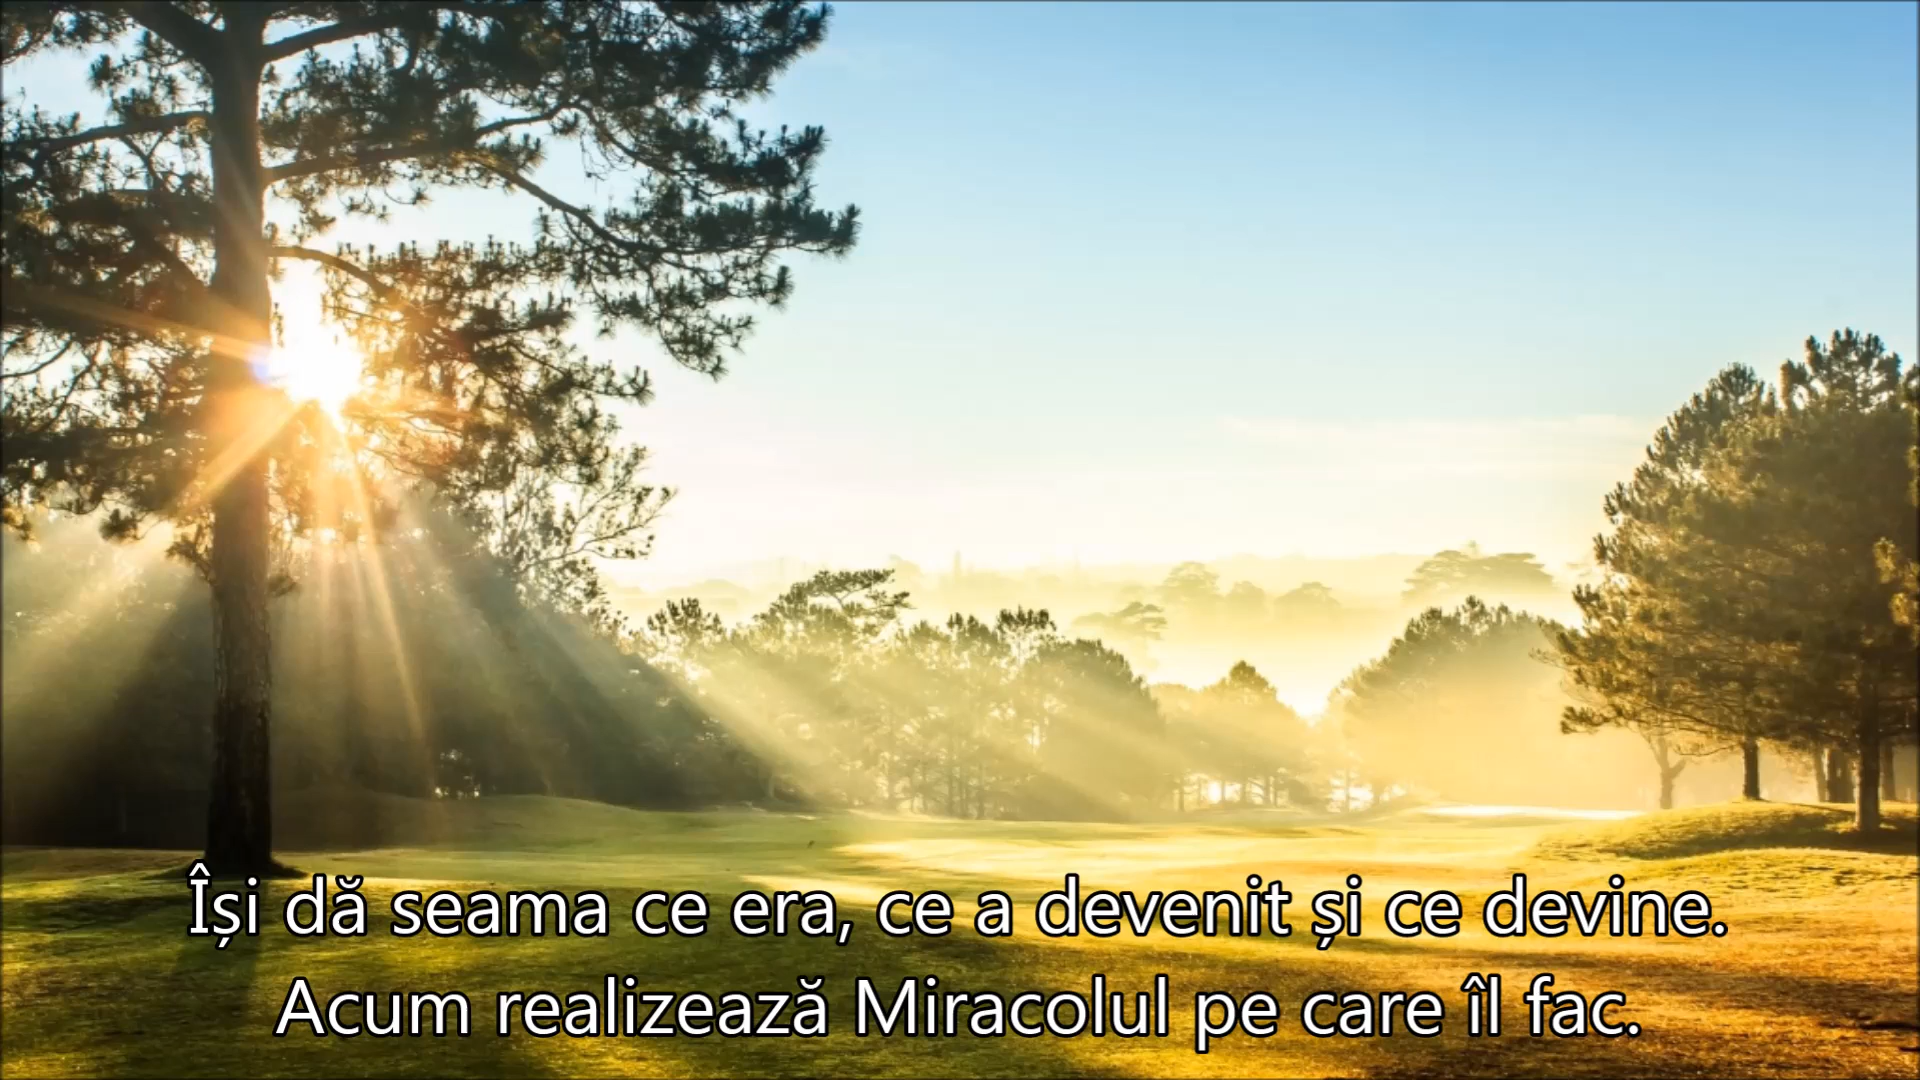 Își dă seama ce era, ce a devenit și ce devine.
Acum realizează Miracolul pe care îl fac.